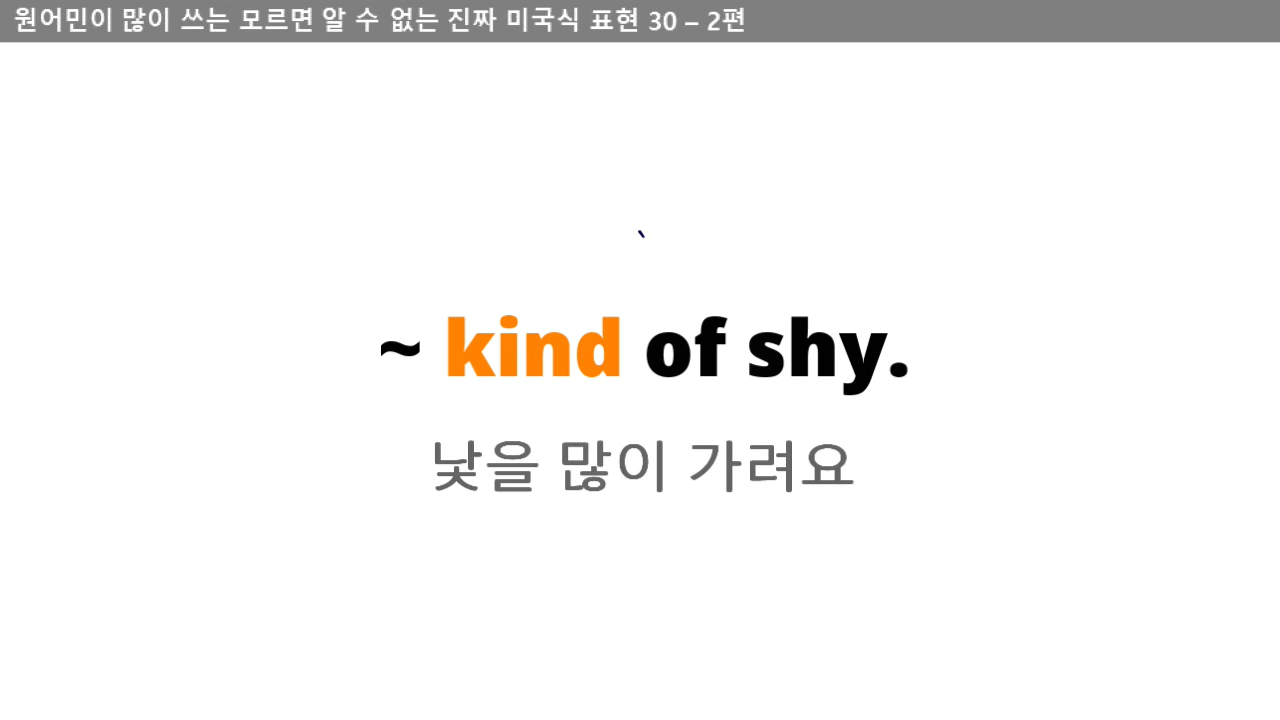 원어민이 많이 쓰는 모르면 알 수 없는 진짜 미국식 표현 30 – 2편
`
~ kind of shy.
낯을 많이 가려요